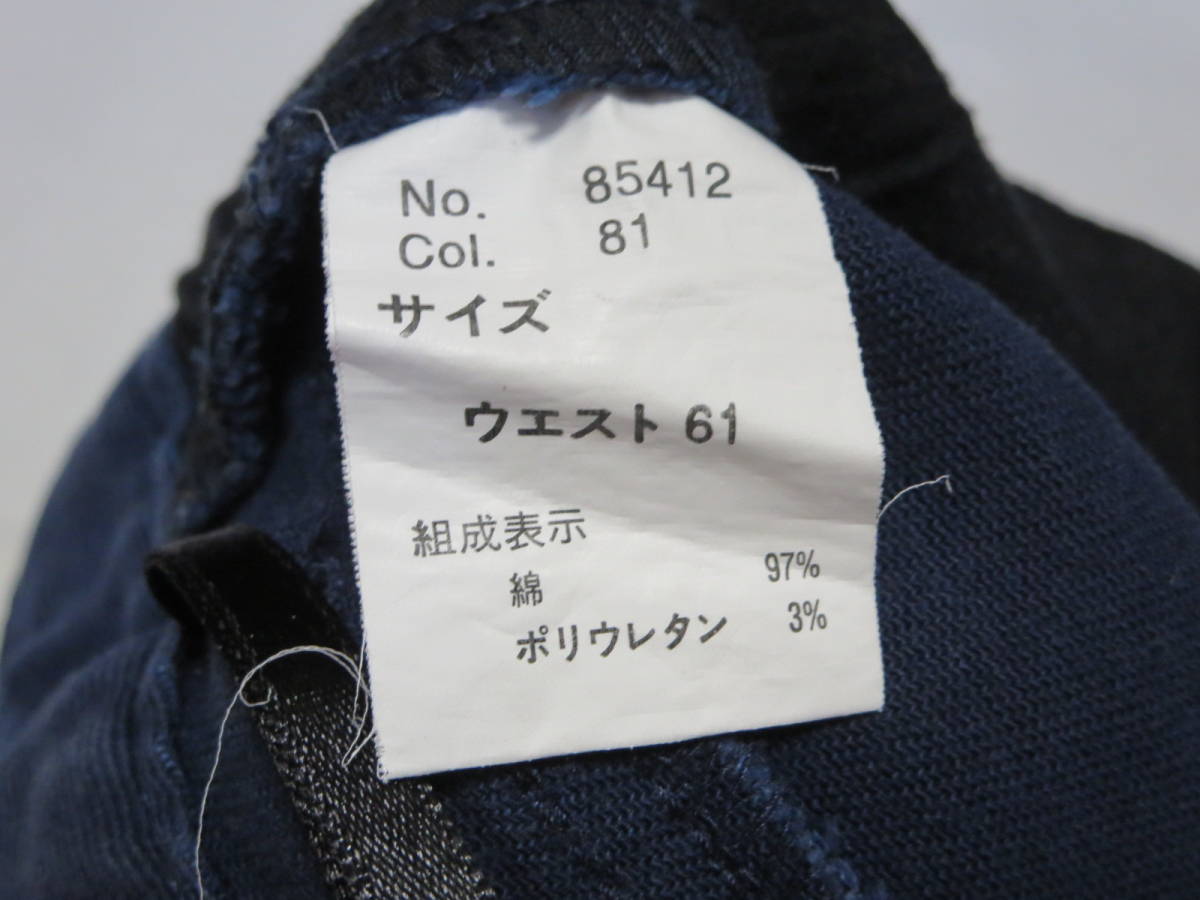 No. 85412
Col. 81
サイズ
ウエスト 61
組成表示
綿 97%
ポリウレタン 3%